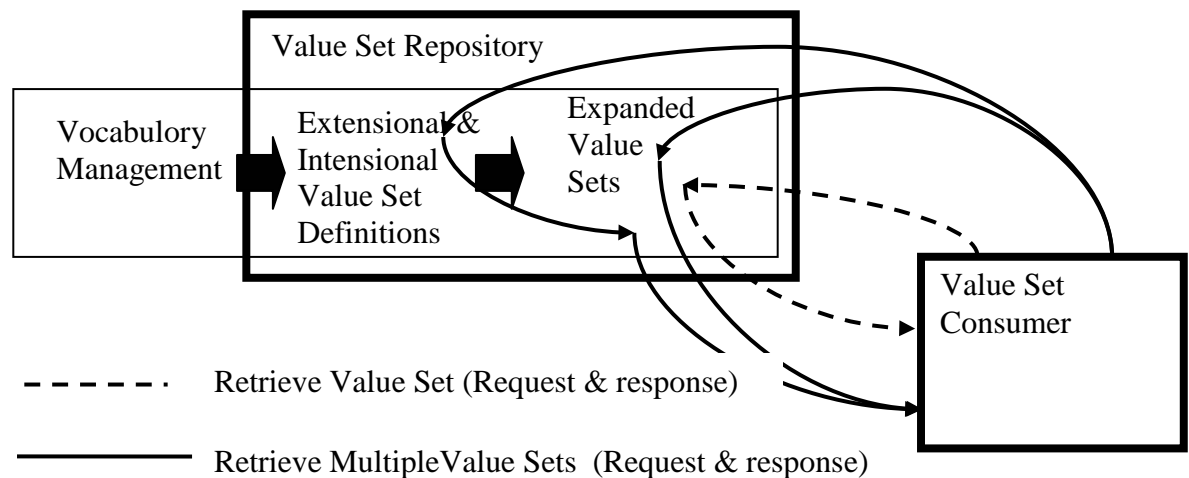 Value Set Repository
Vocabulory
Management
Extensional &
Intensional
Value Set
Definitions
Expanded
Value
Sets
Value Set
Consumer
Retrieve Value Set (Request & response)
Retrieve MultipleValue Sets (Request & response)